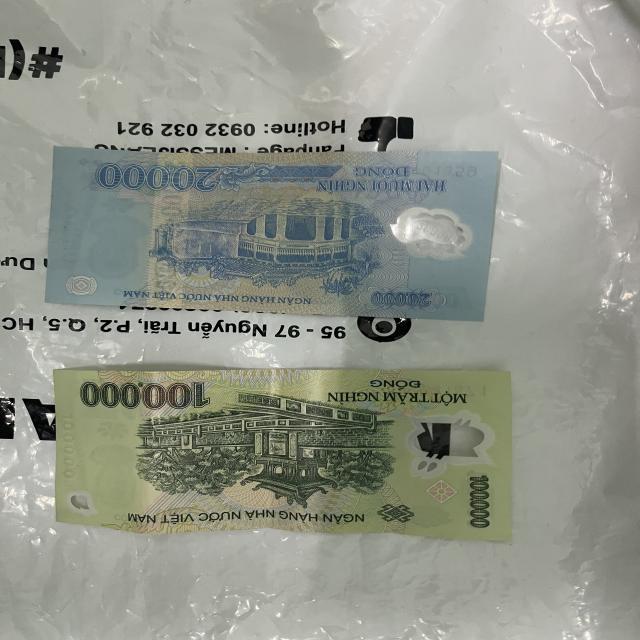 #(
Hotline: 0932 032 921
Fanpage :
HAI MƯƠI NGHÌN
ĐỒNG
20000
NGÂN HÀNG NHÀ NƯỚC VIỆT NAM
20000
95 - 97 Nguyễn Trãi, P.2, Q.5, HC
MỘT TRĂM NGHÌN
ĐỒNG
100.000
NGÂN HÀNG NHÀ NƯỚC VIỆT NAM
100000